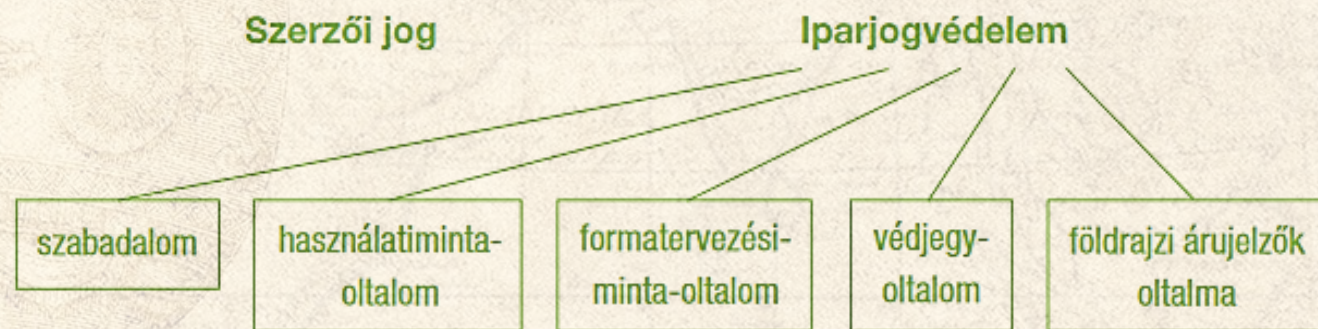 Szerzői jog
Iparjogvédelem
szabadalom
használatiminta-
oltalom
formatervezési-
minta-oltalom
védjegy-
oltalom
földrajzi árujelzők
oltalma